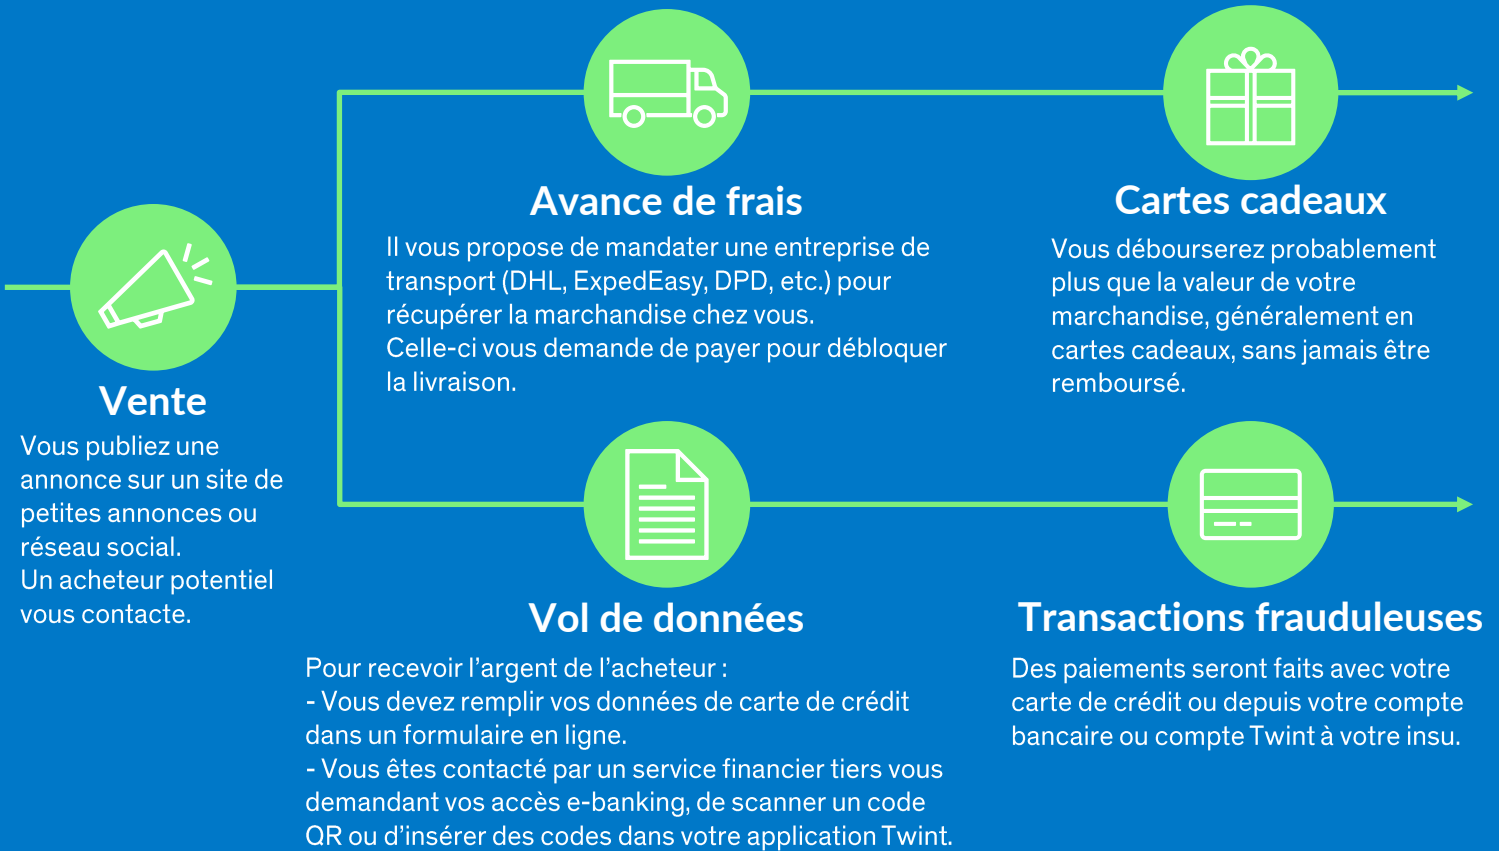 Vente
Vous publiez une
annonce sur un site de
petites annonces ou
réseau social.
Un acheteur potentiel
vous contacte.
Avance de frais
Il vous propose de mandater une entreprise de
transport (DHL, ExpedEasy, DPD, etc.) pour
récupérer la marchandise chez vous.
Celle-ci vous demande de payer pour débloquer
la livraison.
Cartes cadeaux
Vous débourserez probablement
plus que la valeur de votre
marchandise, généralement en
cartes cadeaux, sans jamais être
remboursé.
Vol de données
Pour recevoir l’argent de l’acheteur :
- Vous devez remplir vos données de carte de crédit
dans un formulaire en ligne.
- Vous êtes contacté par un service financier tiers vous
demandant vos accès e-banking, de scanner un code
QR ou d’insérer des codes dans votre application Twint.
Transactions frauduleuses
Des paiements seront faits avec votre
carte de crédit ou depuis votre compte
bancaire ou compte Twint à votre insu.